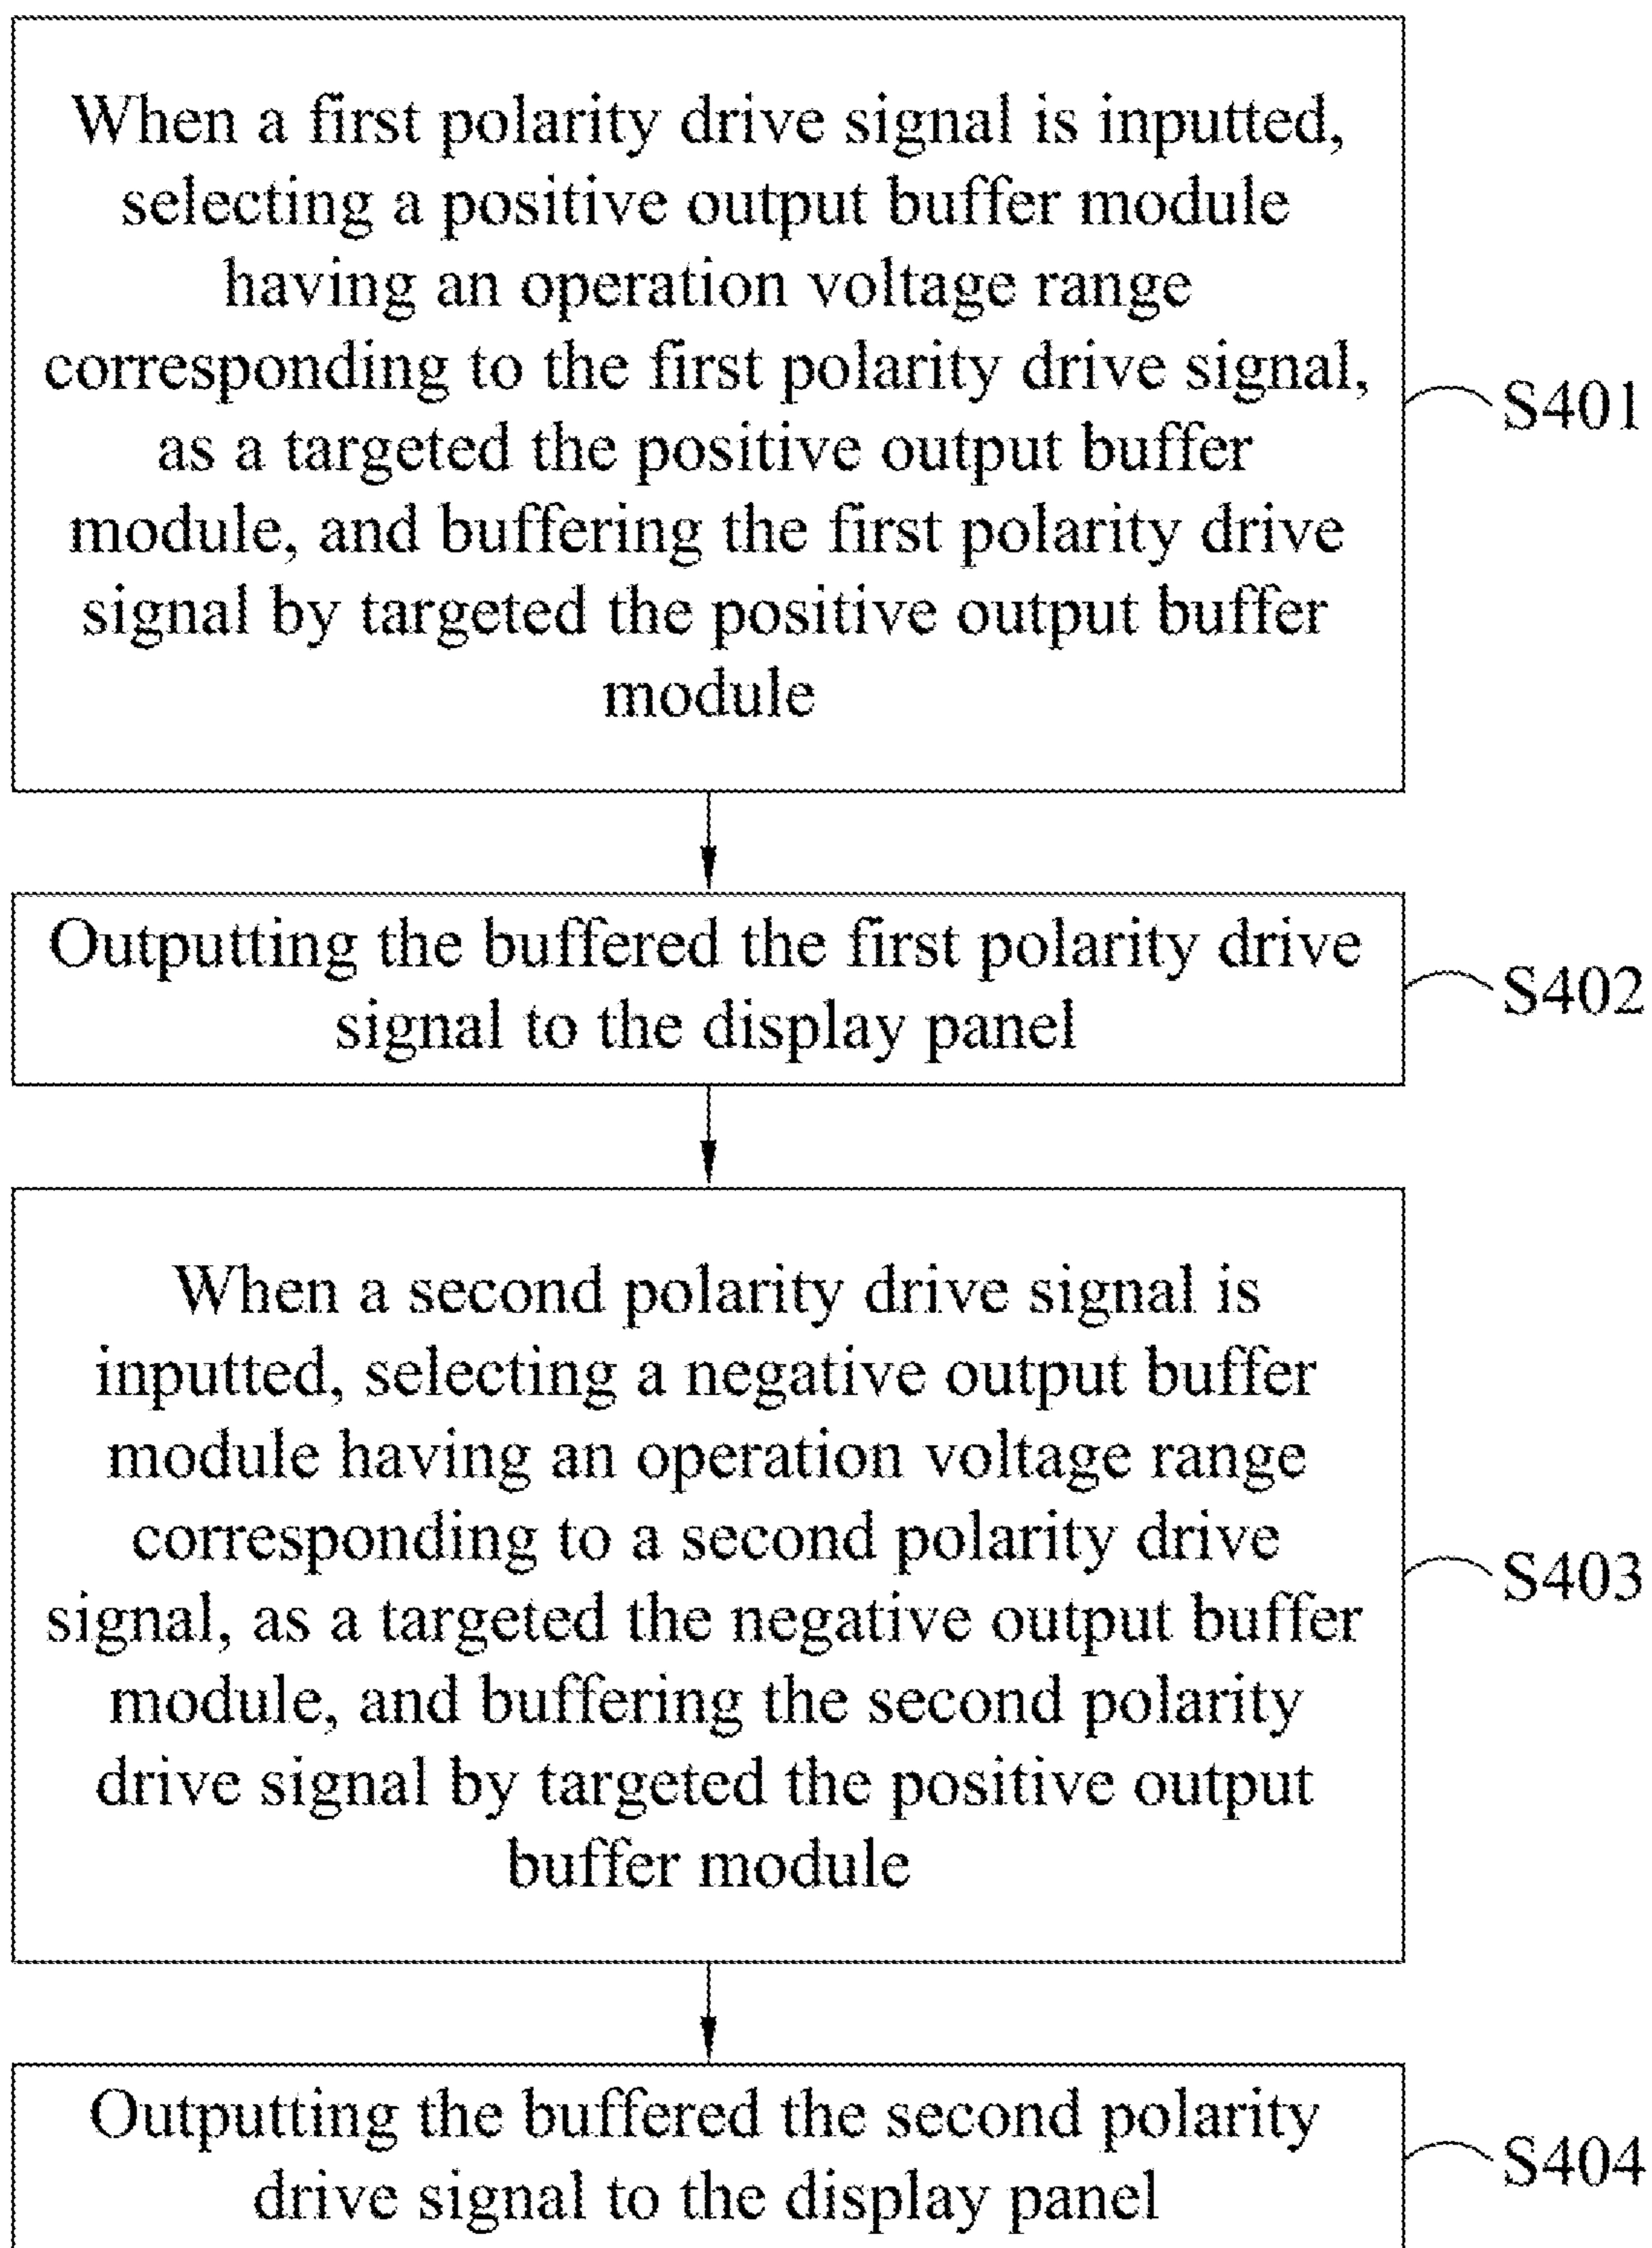 When a first polarity drive signal is inputted,
selecting a positive output buffer module
having an operation voltage range
corresponding to the first polarity drive signal,
as a targeted the positive output buffer
module, and buffering the first polarity drive
signal by targeted the positive output buffer
module
S401
Outputting the buffered the first polarity drive
signal to the display panel
S402
When a second polarity drive signal is
inputted, selecting a negative output buffer
module having an operation voltage range
corresponding to a second polarity drive
signal, as a targeted the negative output buffer
module, and buffering the second polarity
drive signal by targeted the positive output
buffer module
S403
Outputting the buffered the second polarity
drive signal to the display panel
S404